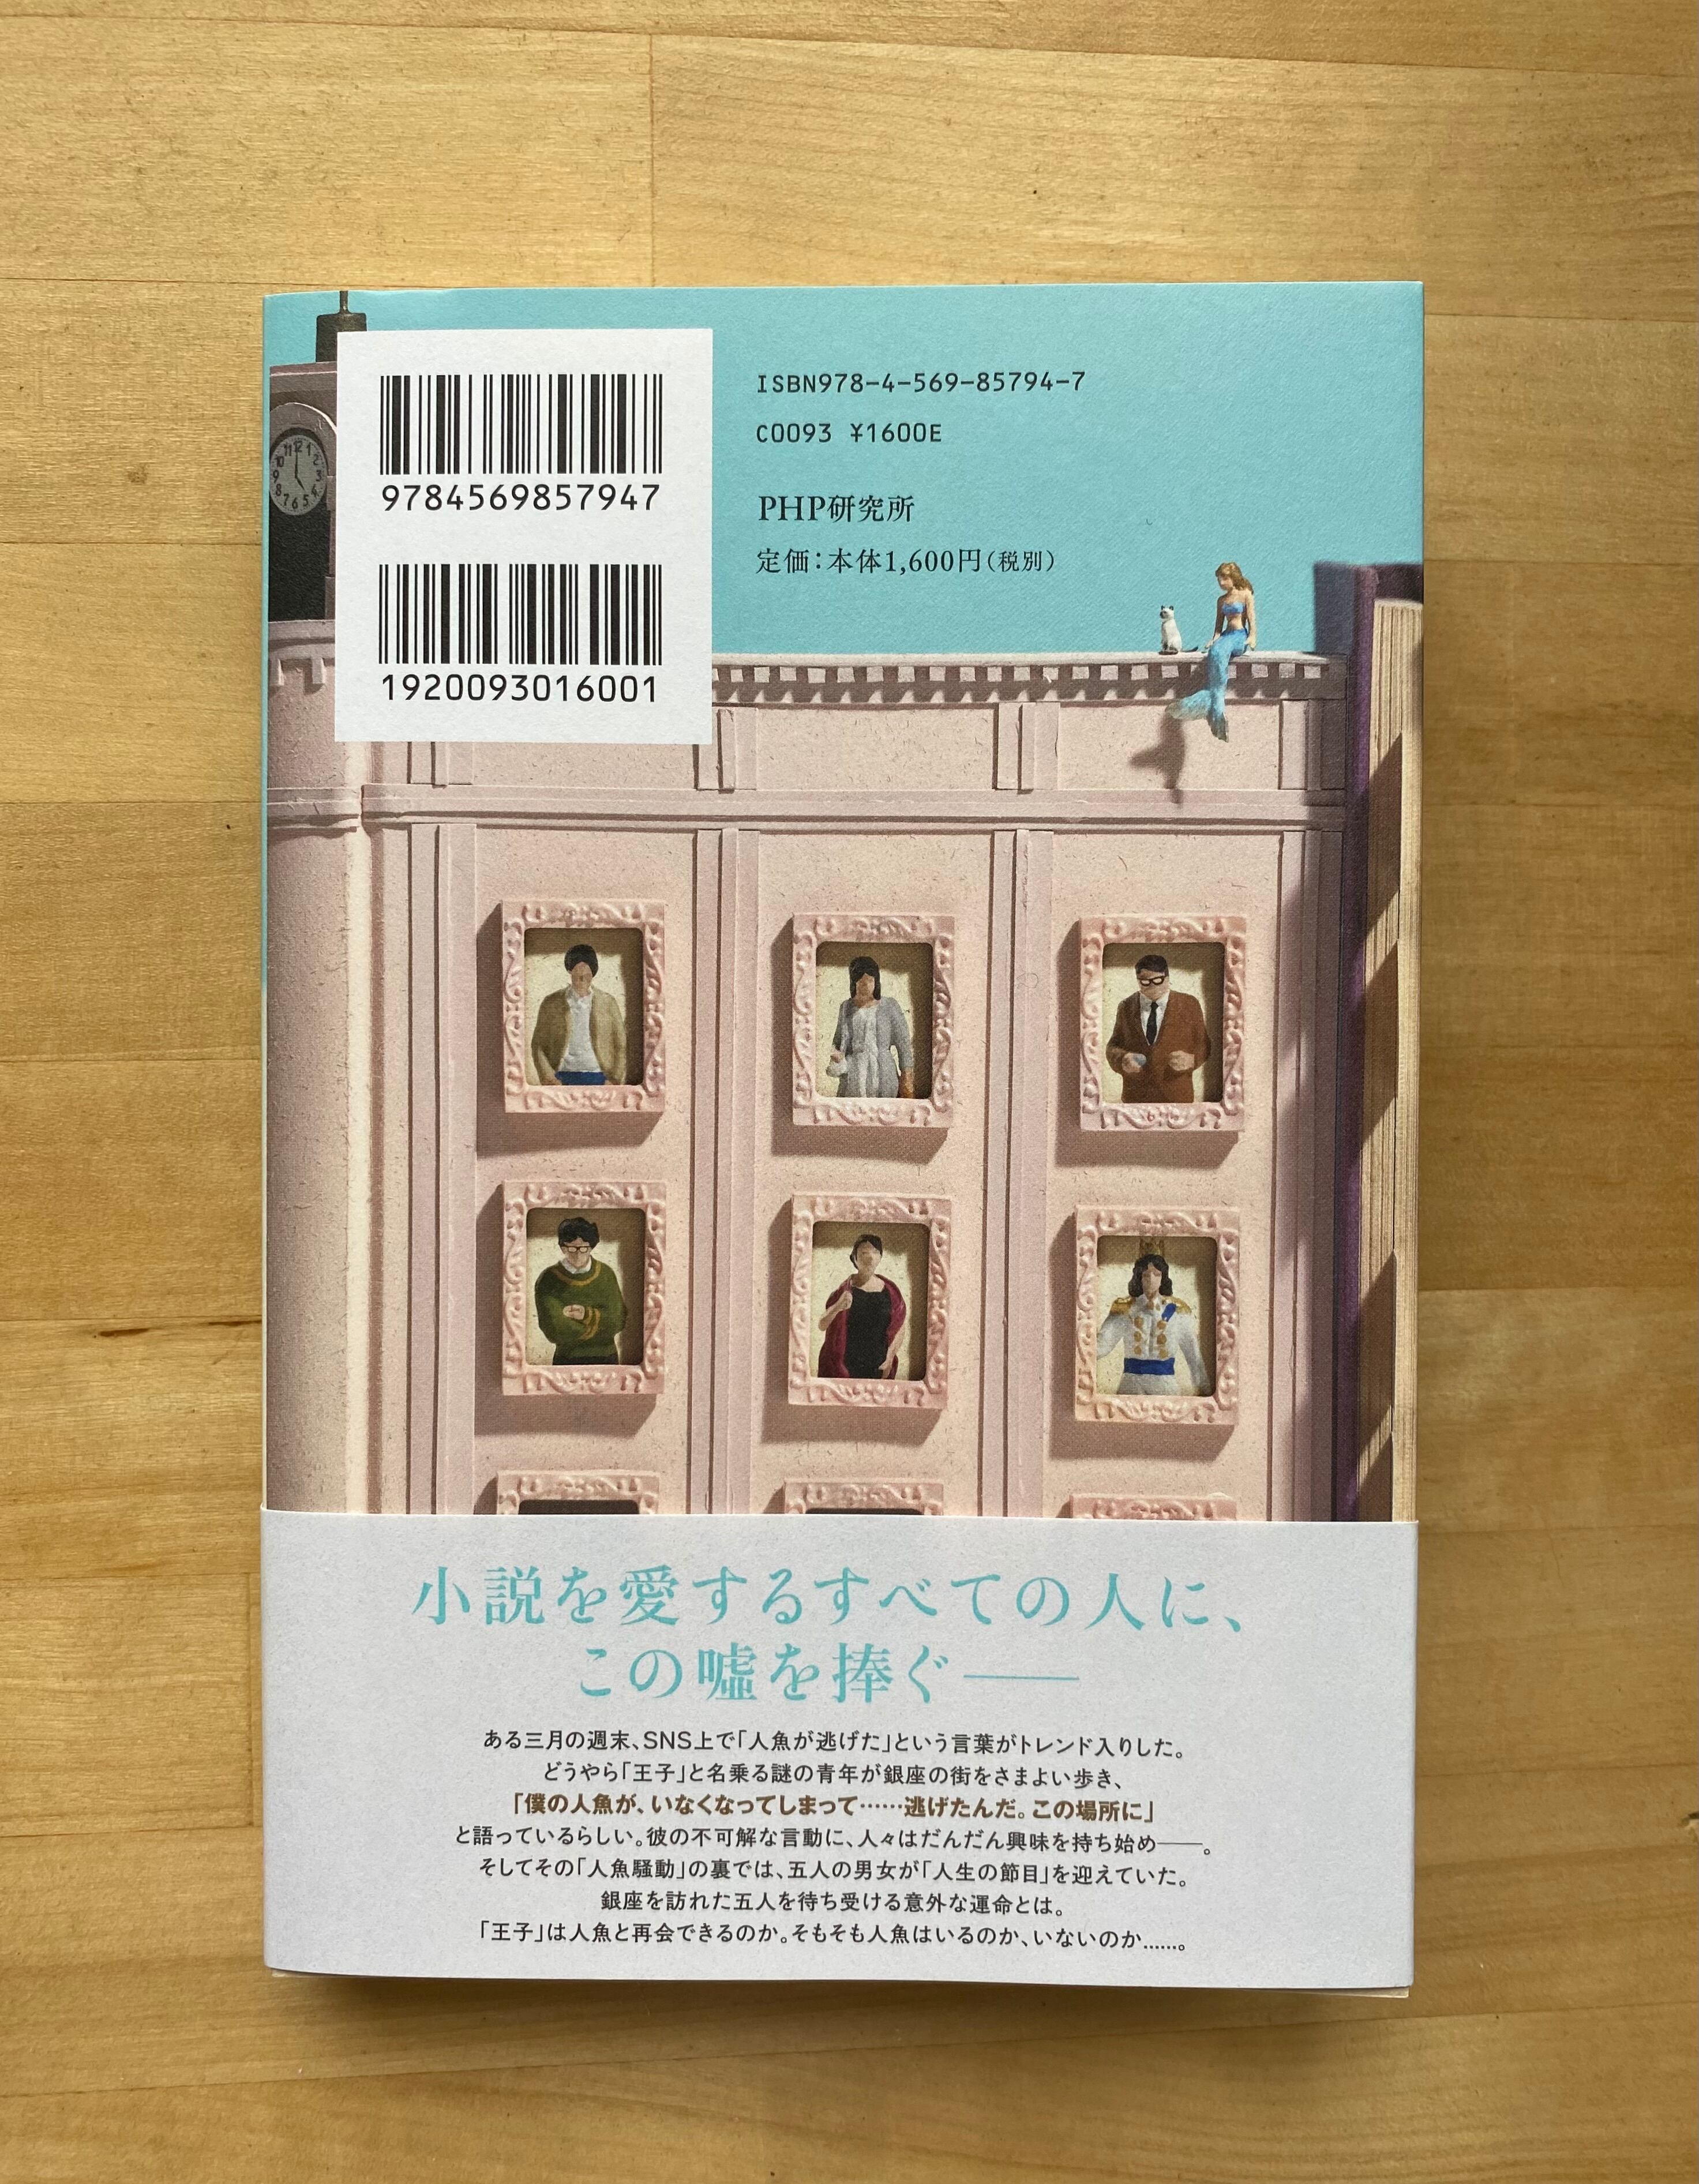 9784569857947
1920093016001
ISBN978-4-569-85794-7
C0093 ¥1600E
PHP研究所
定価：本体1,600円（税別）
小説を愛するすべての人に、
この嘘を捧ぐ――
ある三月の週末、SNS上で「人魚が逃げた」という言葉がトレンド入りした。
どうやら「王子」と名乗る謎の青年が銀座の街をさまよい歩き、
「僕の人魚が、いなくなってしまって……逃げたんだ。この場所に」
と語っているらしい。彼の不可解な言動に、人々はだんだん興味を持ち始め――。
そしてその「人魚騒動」の裏では、五人の男女が「人生の節目」を迎えていた。
銀座を訪れた五人を待ち受ける意外な運命とは。
「王子」は人魚と再会できるのか。そもそも人魚はいるのか、いないのか……。